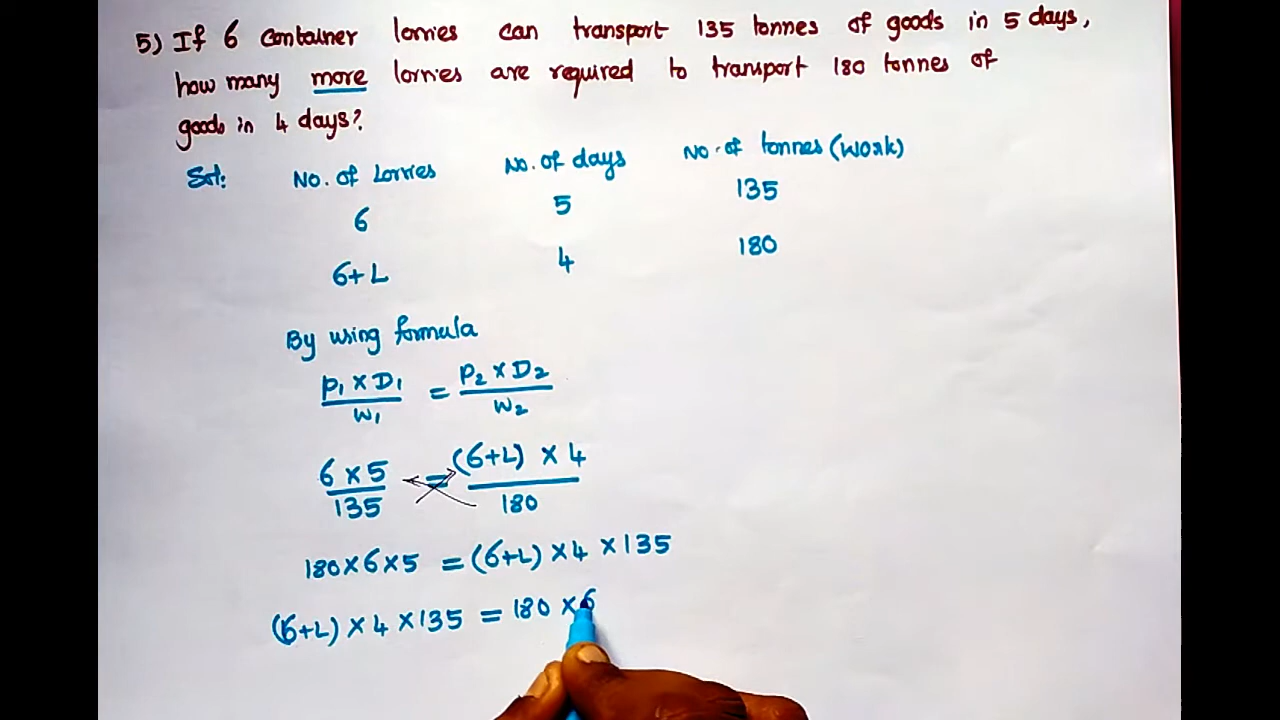 5) If 6 container lorries can transport 135 tonnes of goods in 5 days,
how many more lorries are required to transport 180 tonnes of
goods in 4 days?
Sol: No. of Lorries No. of days No. of tonnes (work)
6 5 135
6+L 4 180
By using formula
P₁ × D₁ / W₁ = P₂ × D₂ / W₂
6 × 5 / 135 = (6+L) × 4 / 180
180 × 6 × 5 = (6+L) × 4 × 135
(6+L) × 4 × 135 = 180 × 6